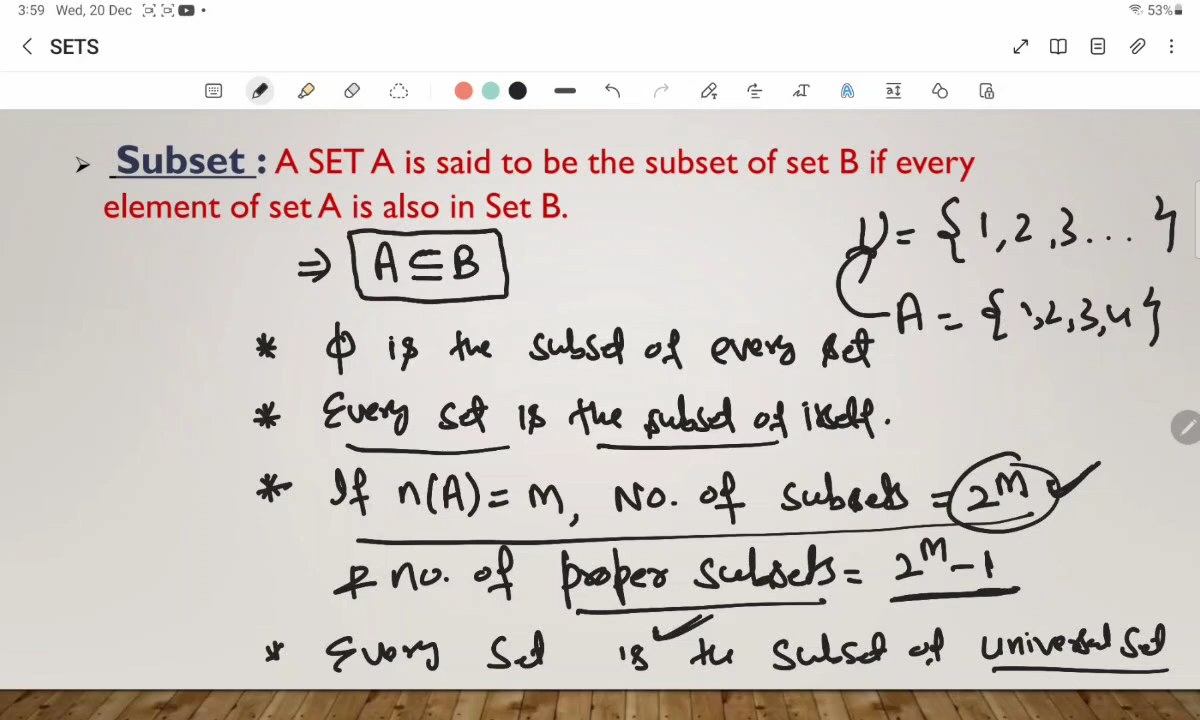 3:59 Wed, 20 Dec
53%
SETS
Subset : A SET A is said to be the subset of set B if every
element of set A is also in Set B.
⇒ A ⊆ B
U = {1,2,3...}
A = {1,2,3,4}
* ϕ is the subset of every set
* Every set is the subset of itself.
* If n(A) = m, No. of subsets = 2^m
& no. of proper subsets = 2^m - 1
* Every Set is the subset of universal set